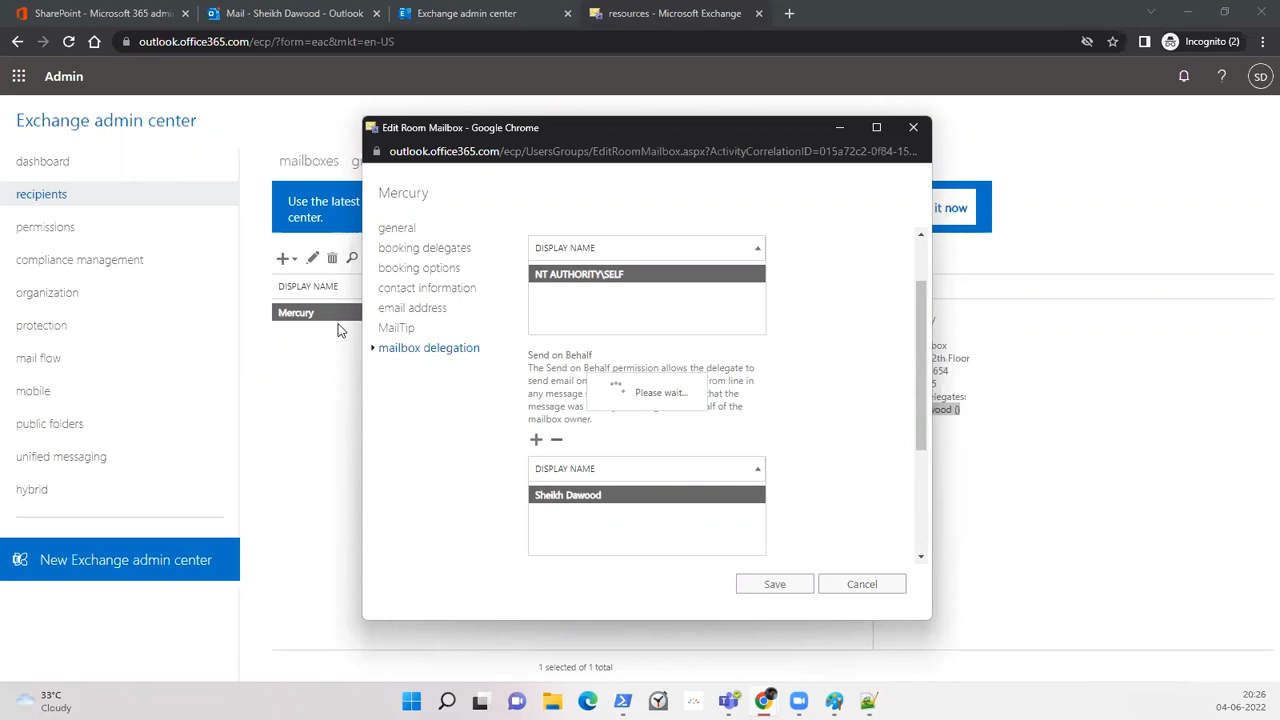 SharePoint - Microsoft 365 admi
Mail - Sheikh Dawood - Outlook
Exchange admin center
resources - Microsoft Exchange
outlook.office365.com/ecp/?form=eac&mkt=en-US
Incognito (2)
Admin
SD
Exchange admin center
dashboard
recipients
permissions
compliance management
organization
protection
mail flow
mobile
public folders
unified messaging
hybrid
New Exchange admin center
mailboxes
Use the latest
center.
it now
DISPLAY NAME
Mercury
Edit Room Mailbox - Google Chrome
outlook.office365.com/ecp/UsersGroups/EditRoomMailbox.aspx?ActivityCorrelationID=015a72c2-0f84-15...
Mercury
general
booking delegates
booking options
contact information
email address
MailTip
mailbox delegation
DISPLAY NAME
NT AUTHORITY\SELF
Send on Behalf
The Send on Behalf permission allows the delegate to
send email on
rom line in
any message
that the
message was
alf of the
mailbox owner.
Please wait...
DISPLAY NAME
Sheikh Dawood
Save
Cancel
box
2th Floor
654
5
elegates:
wood ()
1 selected of 1 total
33°C
Cloudy
20:26
04-06-2022